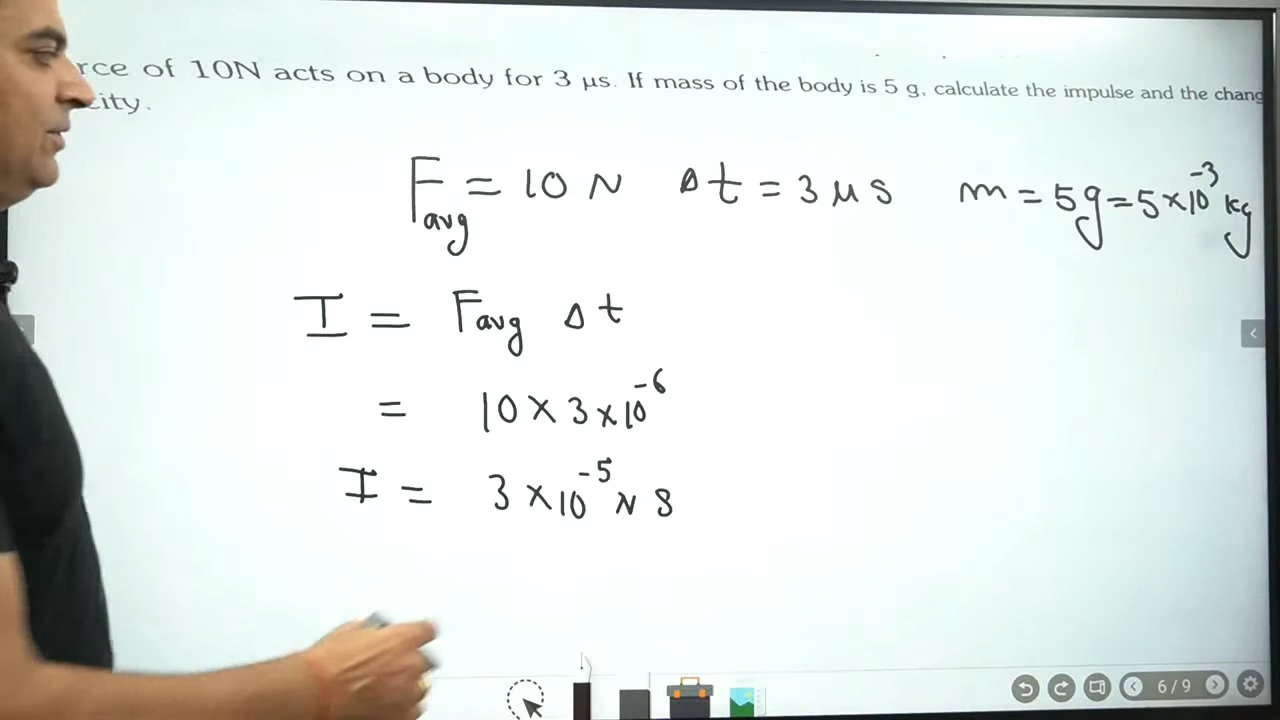 rce of 10N acts on a body for 3 μs. If mass of the body is 5 g, calculate the impulse and the chang
city.
F avg = 10 N Δt = 3 μs m = 5g = 5×10⁻³ kg
I = Favg Δt
= 10 × 3 × 10⁻⁶
I = 3 × 10⁻⁵ N S
6/9